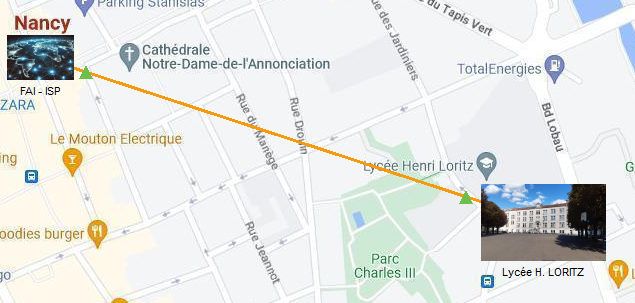 Parking Stanislas
Nancy
du Tapis Vert
Rue des Jardiniers
Cathédrale
Notre-Dame-de-l'Annonciation
TotalEnergies
FAI - ISP
ZARA
Rue du Manège
Rue Drouin
Bd Lobau
Le Mouton Electrique
Lycée Henri Loritz
Rue Jeannot
oodies burger
Parc
Charles III
Lycée H. LORITZ
go